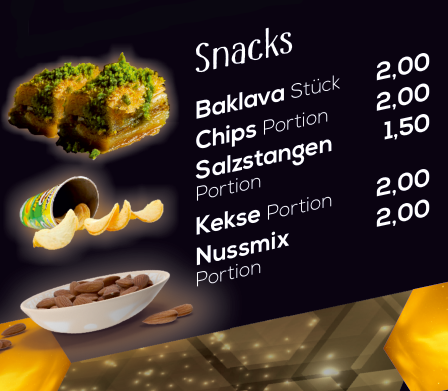 Snacks
Baklava Stück 2,00
Chips Portion 2,00
Salzstangen 1,50
Portion
Kekse Portion 2,00
Nussmix 2,00
Portion